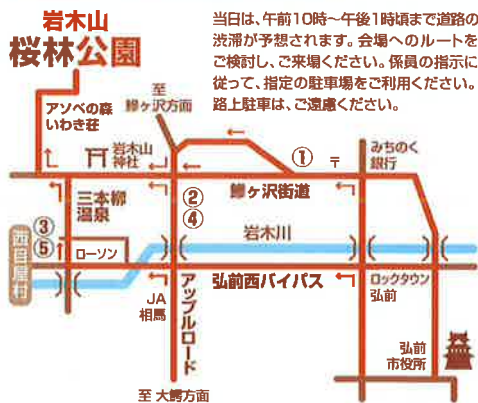 岩木山
桜林公園
当日は、午前10時～午後1時頃まで道路の
渋滞が予想されます。会場へのルートを
ご検討し、ご来場ください。係員の指示に
従って、指定の駐車場をご利用ください。
路上駐車は、ご遠慮ください。
アソベの森
いわき荘
至
鰺ヶ沢方面
岩木山
神社
①
〒
みちのく
銀行
三本柳
温泉
②
④
鰺ヶ沢街道
③
⑤
ローソン
岩木川
西目屋村
JA
相馬
アップルロード
弘前西バイパス
ロックタウン
弘前
弘前
市役所
至 大鰐方面